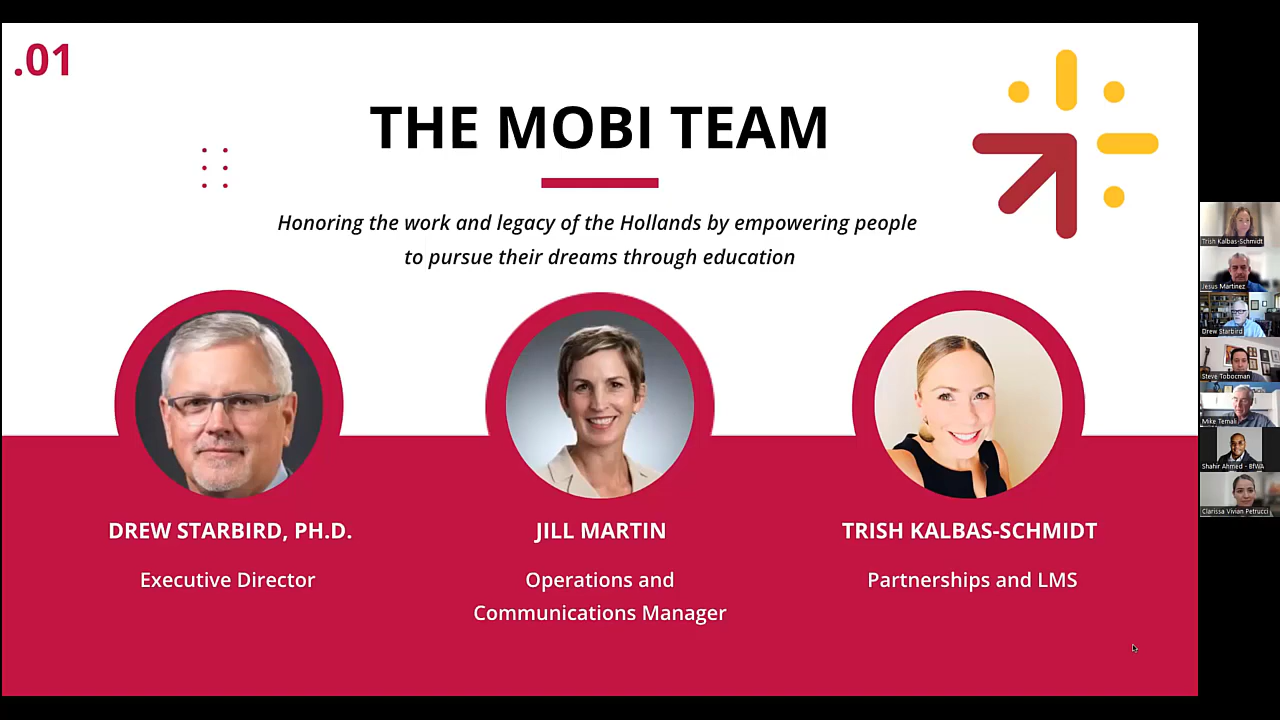 .01
THE MOBI TEAM
Honoring the work and legacy of the Hollands by empowering people
to pursue their dreams through education
DREW STARBIRD, PH.D.
Executive Director
JILL MARTIN
Operations and
Communications Manager
TRISH KALBAS-SCHMIDT
Partnerships and LMS
Trish Kalbas-Schmidt
Jesus Martinez
Drew Starbird
Steve Tobocman
Mike Temali
Shahir Ahmed - BfWA
Clarissa Vivian Petrucci